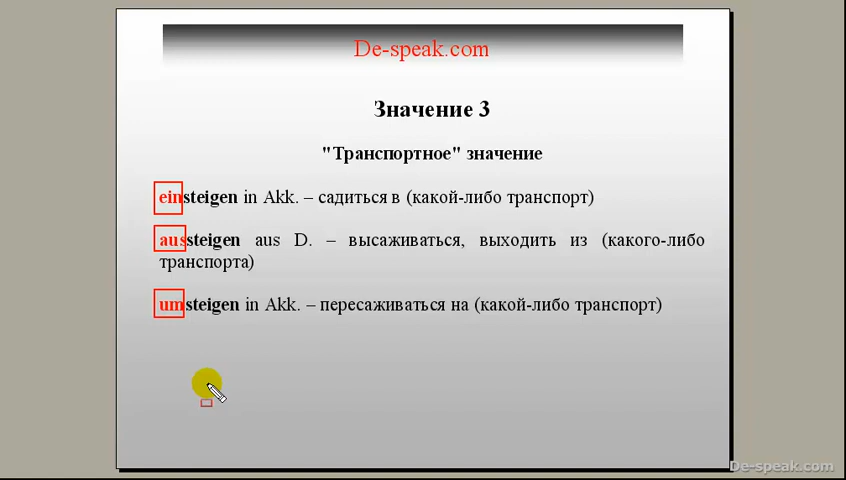 De-speak.com
Значение 3
"Транспортное" значение
einsteigen in Akk. – садиться в (какой-либо транспорт)
aussteigen aus D. – высаживаться, выходить из (какого-либо
транспорта)
umsteigen in Akk. – пересаживаться на (какой-либо транспорт)
De-speak.com